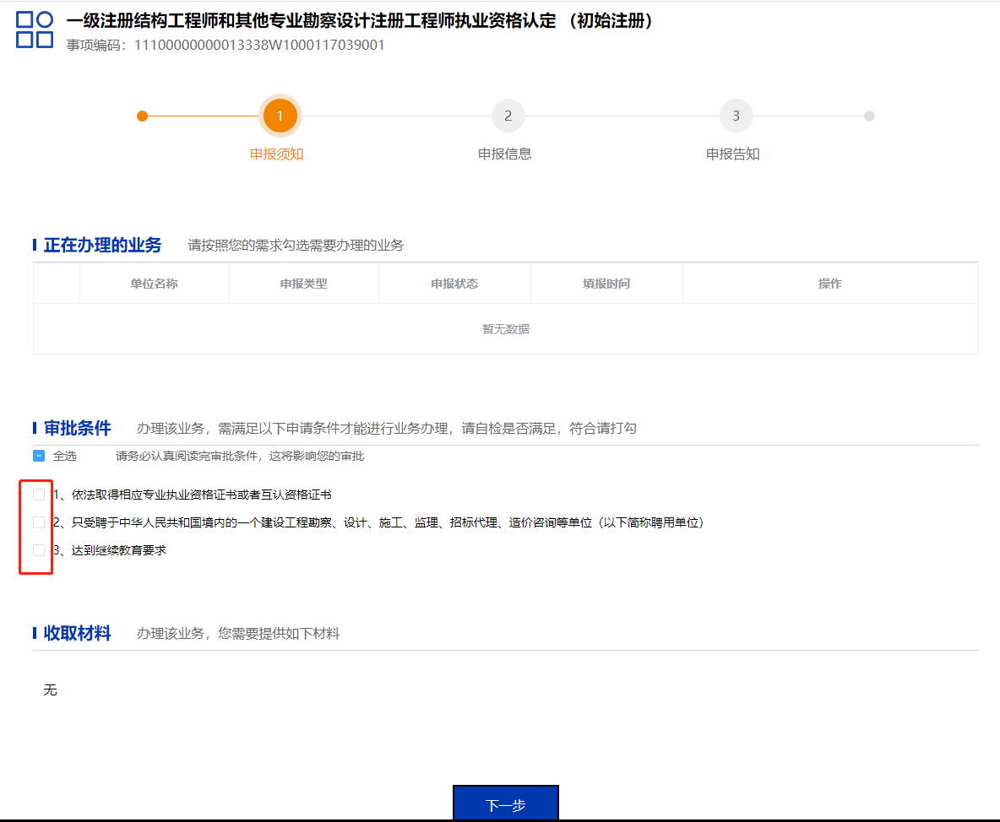 一级注册结构工程师和其他专业勘察设计注册工程师执业资格认定 （初始注册）
事项编码：11100000000013338W1000117039001
1 2 3
申报须知 申报信息 申报告知
正在办理的业务 请按照您的需求勾选需要办理的业务
单位名称 申报类型 申报状态 填报时间 操作
暂无数据
审批条件 办理该业务，需满足以下申请条件才能进行业务办理，请自检是否满足，符合请打勾
全选 请务必认真阅读完审批条件，这将影响您的审批
1、依法取得相应专业执业资格证书或者互认资格证书
2、只受聘于中华人民共和国境内的一个建设工程勘察、设计、施工、监理、招标代理、造价咨询等单位（以下简称聘用单位）
3、达到继续教育要求
收取材料 办理该业务，您需要提供如下材料
无
下一步